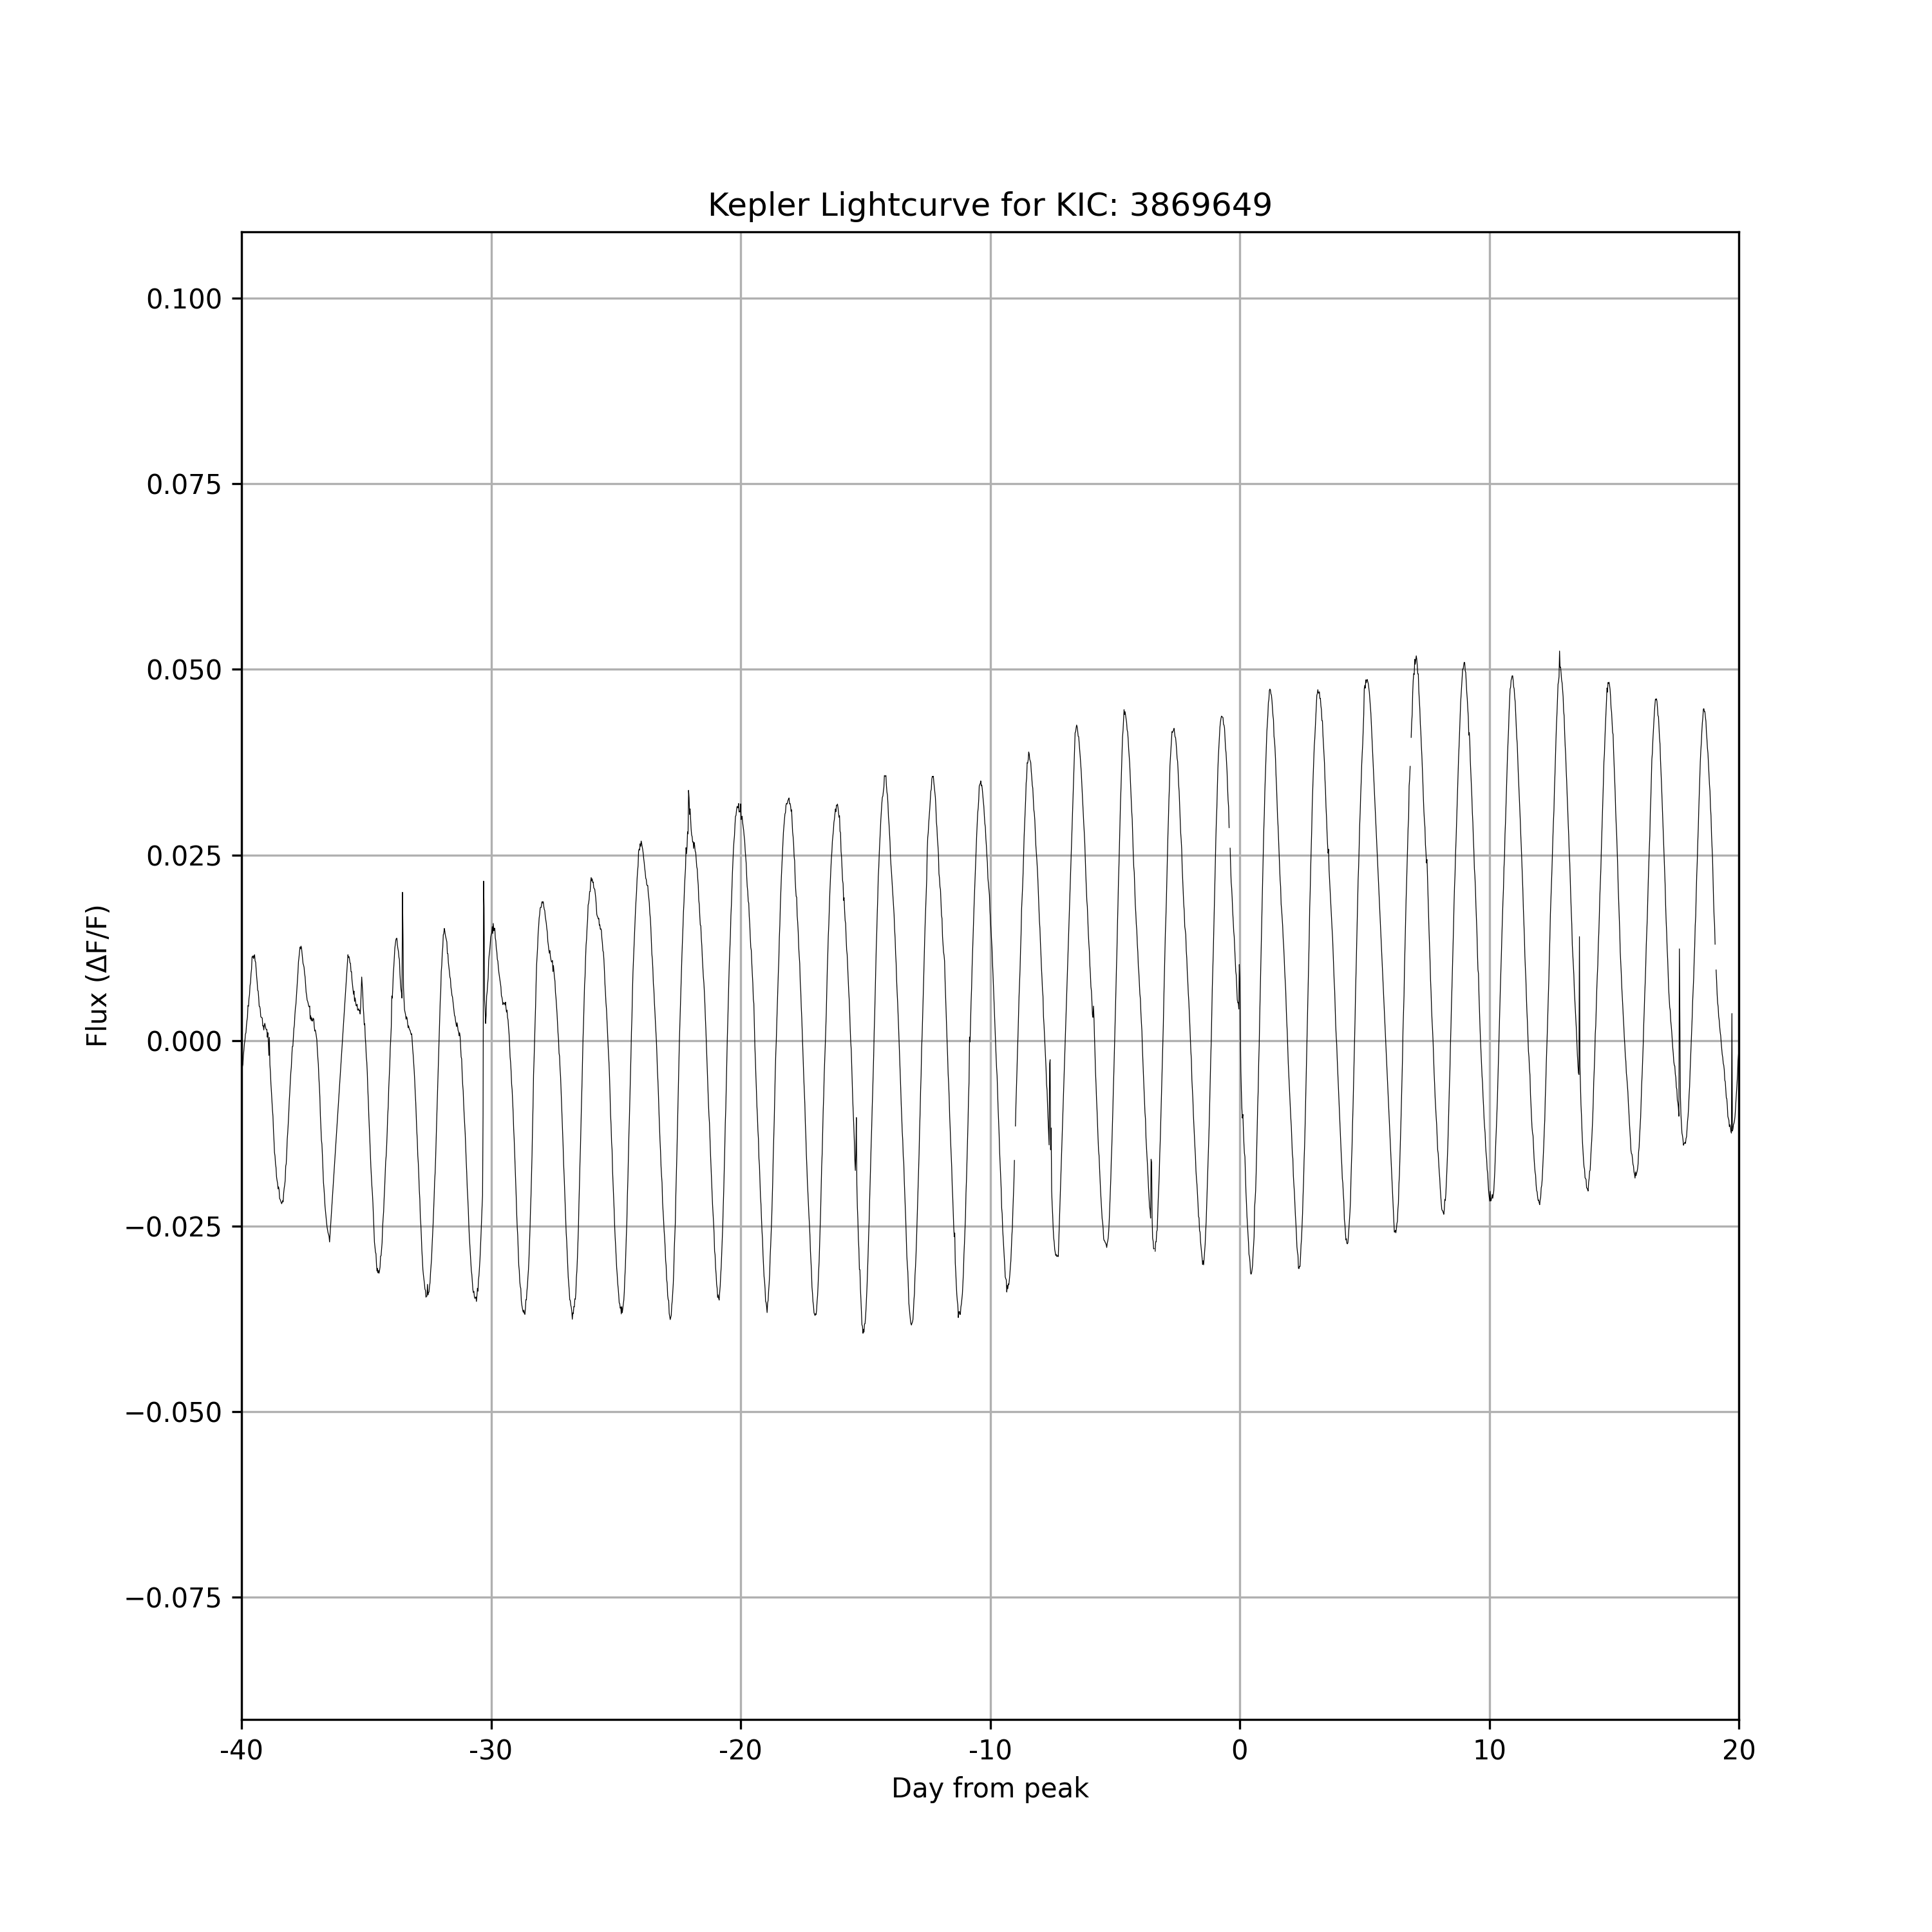 Kepler Lightcurve for KIC: 3869649
0.100
0.075
0.050
0.025
0.000
−0.025
−0.050
−0.075
Flux (ΔF/F)
-40 -30 -20 -10 0 10 20
Day from peak